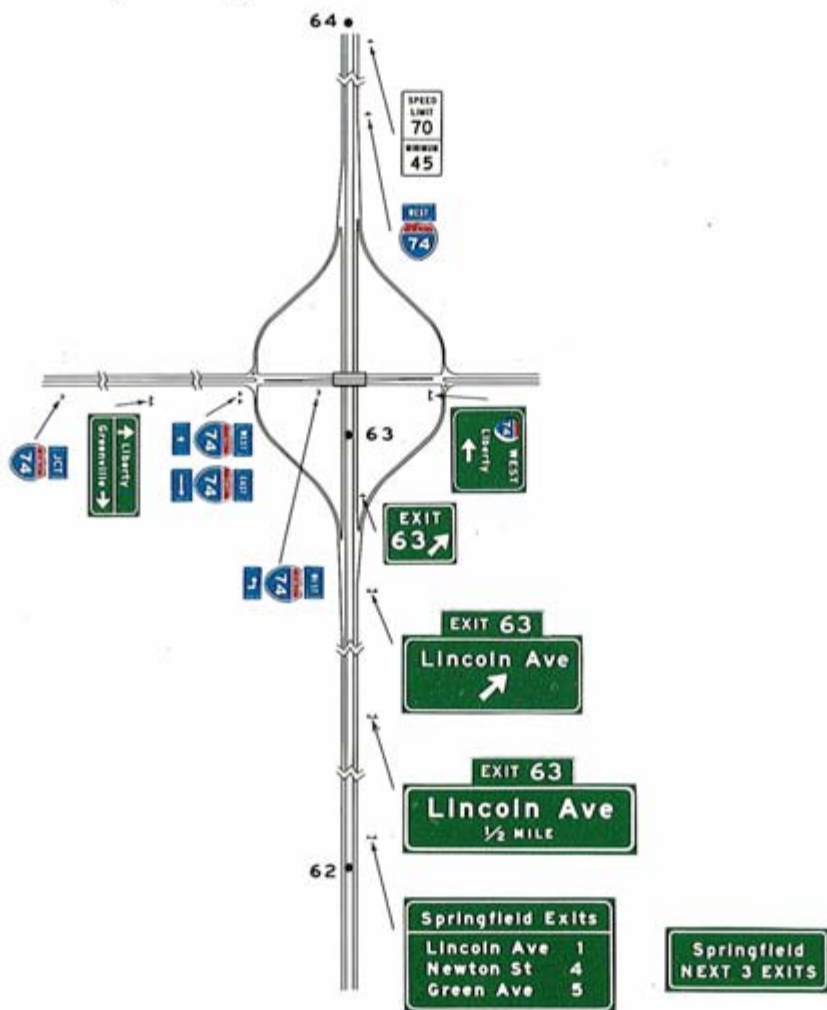 64
SPEED
LIMIT
70
MINIMUM
45
WEST
74
JCT
74
Liberty
Greenville
WEST
74
EAST
74
63
74 WEST
Liberty
EXIT
63
WEST
74
EXIT 63
Lincoln Ave
EXIT 63
Lincoln Ave
1/2 MILE
62
Springfield Exits
Lincoln Ave 1
Newton St 4
Green Ave 5
Springfield
NEXT 3 EXITS